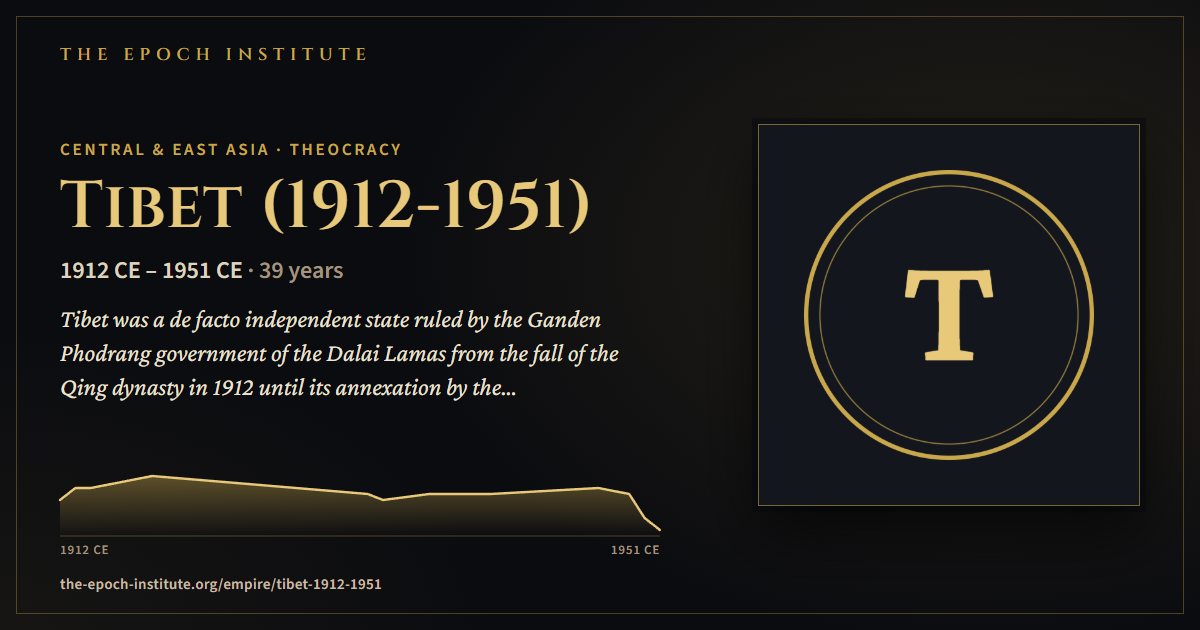 THE EPOCH INSTITUTE
CENTRAL & EAST ASIA · THEOCRACY
Tibet (1912–1951)
1912 CE – 1951 CE · 39 years
Tibet was a de facto independent state ruled by the Ganden
Phodrang government of the Dalai Lamas from the fall of the
Qing dynasty in 1912 until its annexation by the...
T
1912 CE
1951 CE
the-epoch-institute.org/empire/tibet-1912-1951